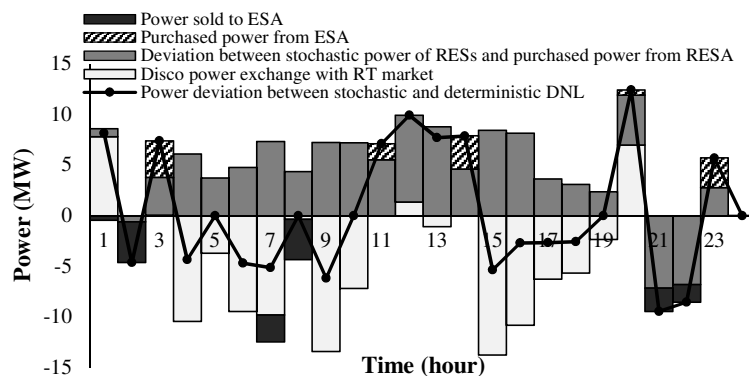 Power sold to ESA
Purchased power from ESA
Deviation between stochastic power of RESs and purchased power from RESA
Disco power exchange with RT market
Power deviation between stochastic and deterministic DNL
15
10
5
0
-5
-10
-15
Power (MW)
1 3 5 7 9 11 13 15 17 19 21 23
Time (hour)